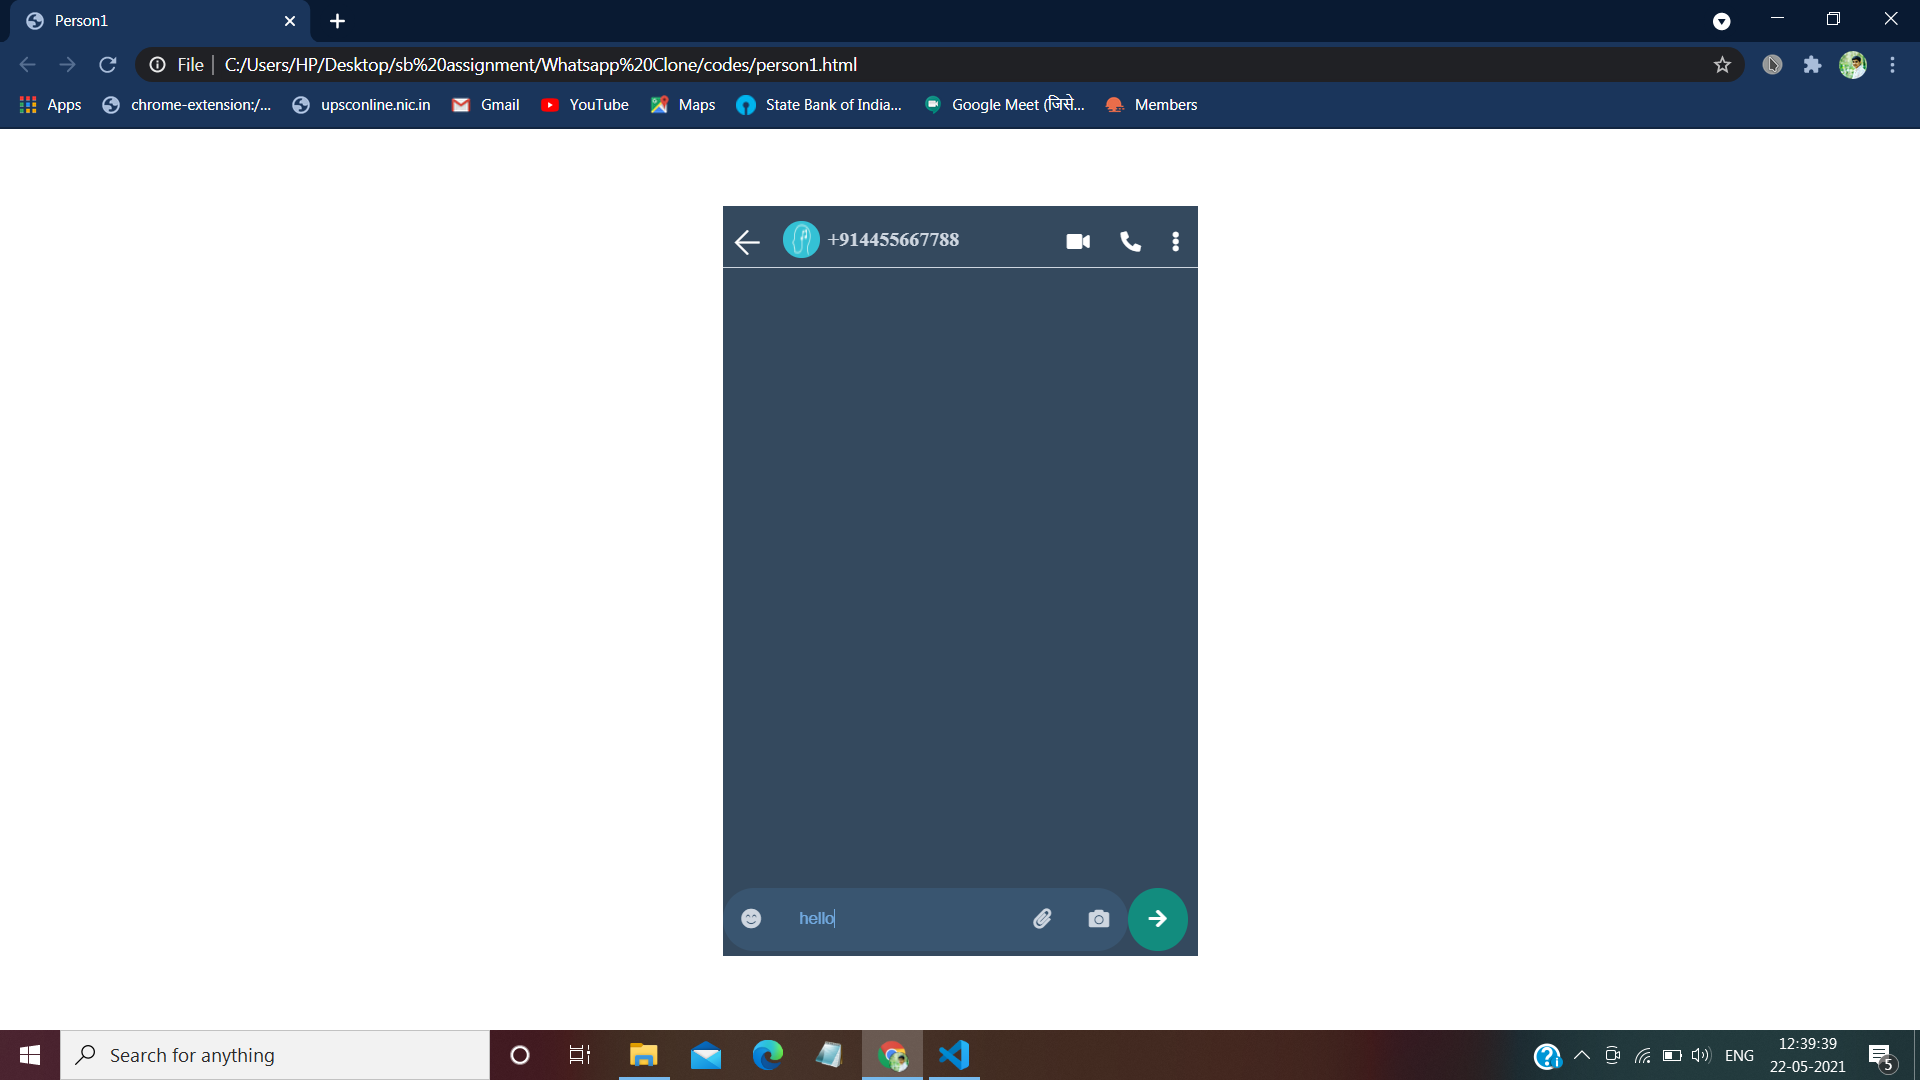 Person1
File
C:/Users/HP/Desktop/sb%20assignment/Whatsapp%20Clone/codes/person1.html
Apps
chrome-extension:/...
upsconline.nic.in
Gmail
YouTube
Maps
State Bank of India...
Google Meet (जिसे...
Members
+914455667788
hello
Search for anything
ENG
12:39:39
22-05-2021
5